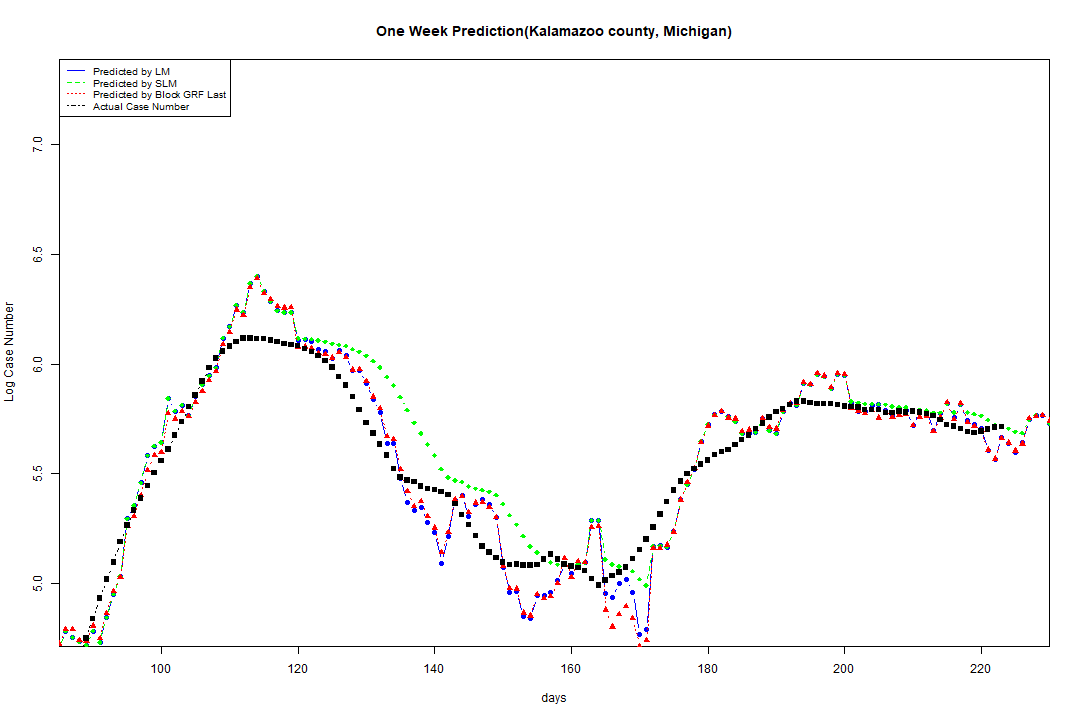 One Week Prediction(Kalamazoo county, Michigan)
Predicted by LM
Predicted by SLM
Predicted by Block GRF Last
Actual Case Number
7.0
6.5
6.0
5.5
5.0
Log Case Number
100 120 140 160 180 200 220
days